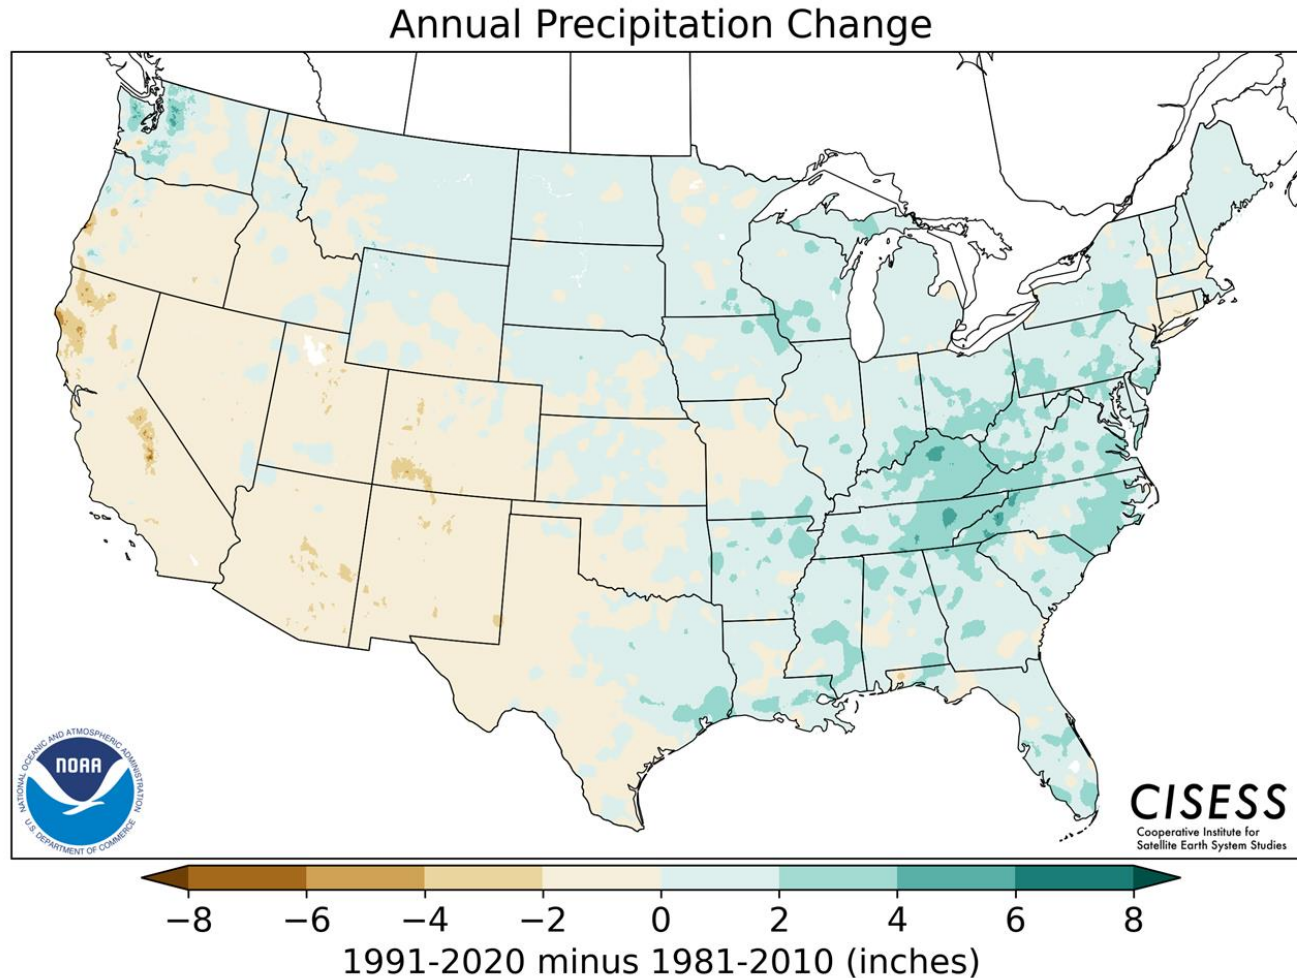 Annual Precipitation Change
NATIONAL OCEANIC AND ATMOSPHERIC ADMINISTRATION
NOAA
U.S. DEPARTMENT OF COMMERCE
CISESS
Cooperative Institute for
Satellite Earth System Studies
−8 −6 −4 −2 0 2 4 6 8
1991-2020 minus 1981-2010 (inches)